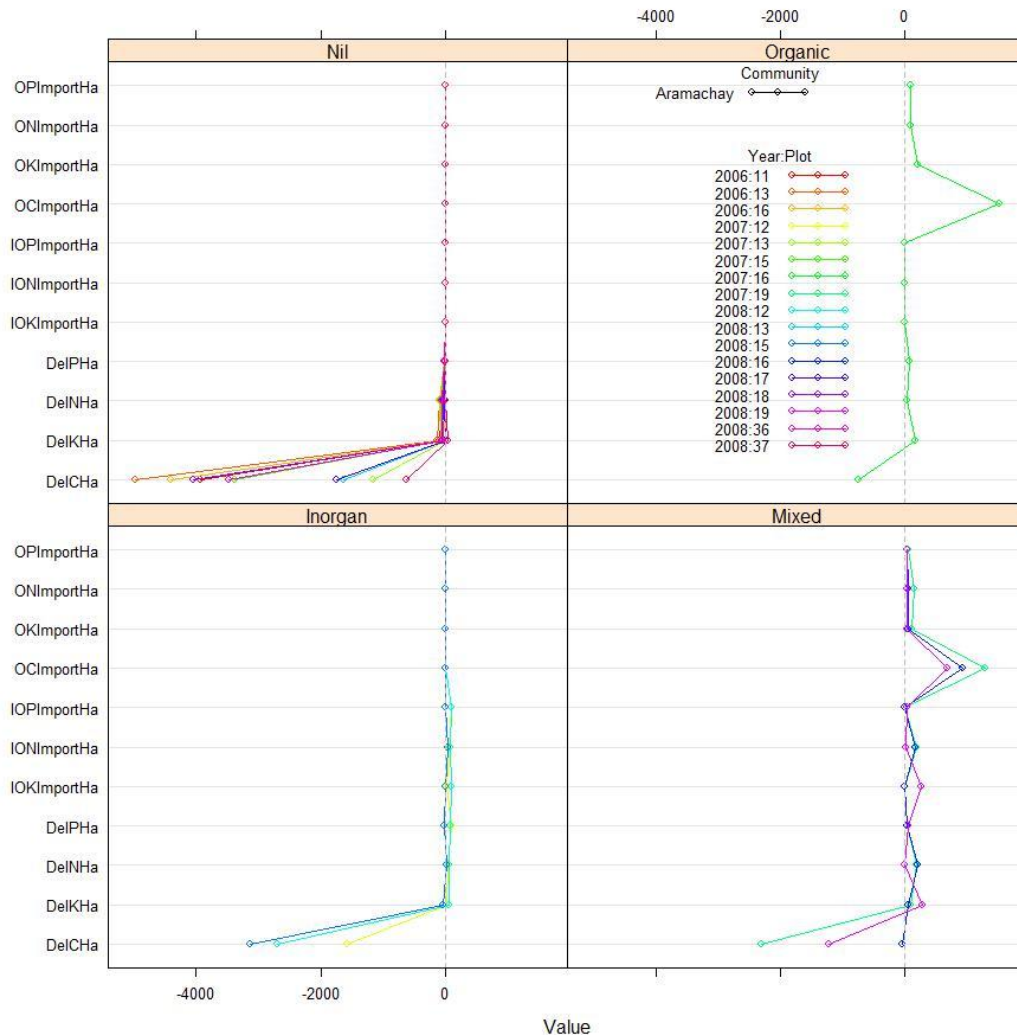 -4000 -2000 0
Nil Organic
OPImportHa
ONImportHa
OKImportHa
OCImportHa
IOPImportHa
IONImportHa
IOKImportHa
DelPHa
DelNHa
DelKHa
DelCHa
Community
Aramachay
Year:Plot
2006:11
2006:13
2006:16
2007:12
2007:13
2007:15
2007:16
2007:19
2008:12
2008:13
2008:15
2008:16
2008:17
2008:18
2008:19
2008:36
2008:37
Inorgan Mixed
OPImportHa
ONImportHa
OKImportHa
OCImportHa
IOPImportHa
IONImportHa
IOKImportHa
DelPHa
DelNHa
DelKHa
DelCHa
-4000 -2000 0
Value